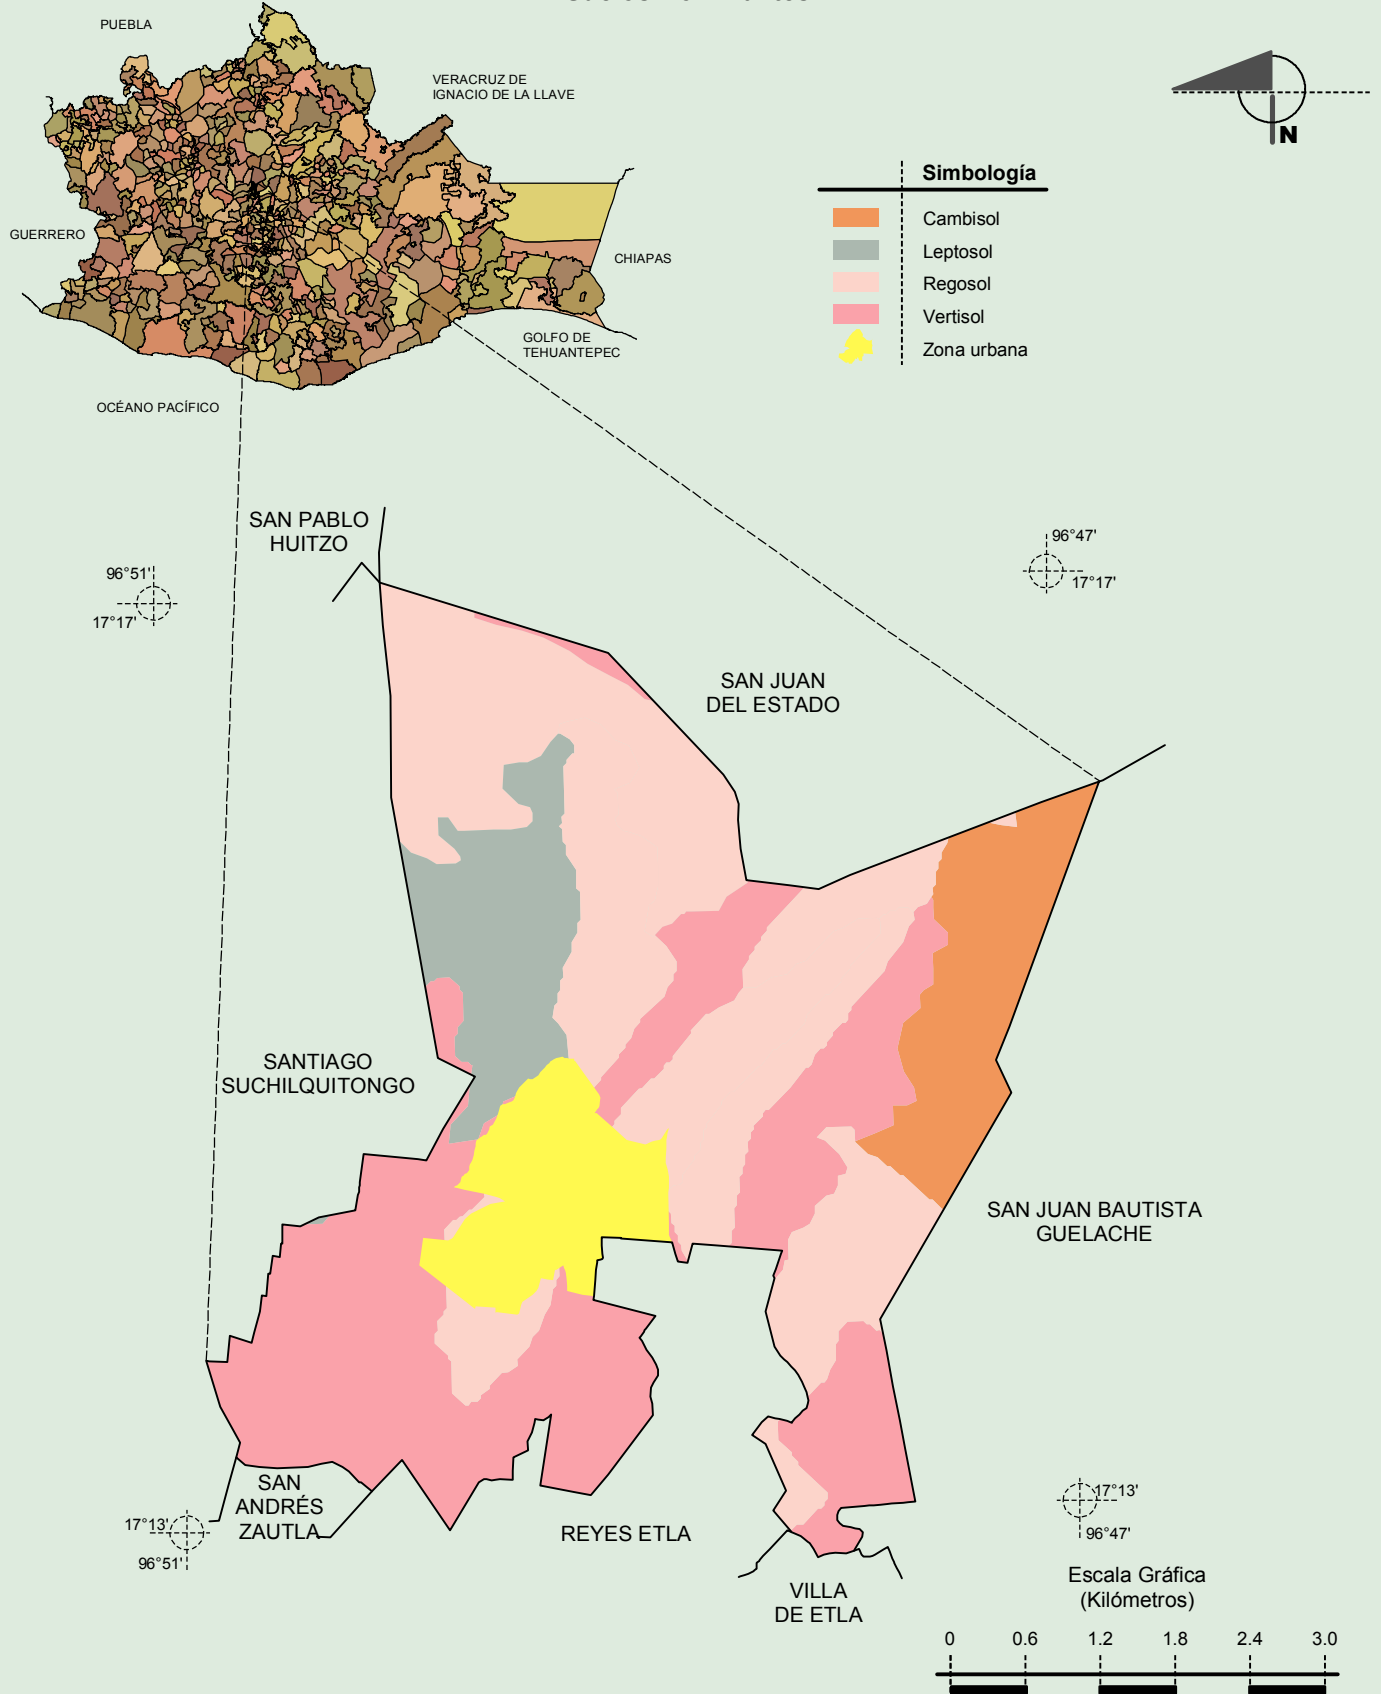 PUEBLA
VERACRUZ DE
IGNACIO DE LA LLAVE
GUERRERO
CHIAPAS
GOLFO DE
TEHUANTEPEC
OCÉANO PACÍFICO
N
Simbología
Cambisol
Leptosol
Regosol
Vertisol
Zona urbana
SAN PABLO
HUITZO
96°51'
17°17'
96°47'
17°17'
SAN JUAN
DEL ESTADO
SANTIAGO
SUCHILQUITONGO
SAN JUAN BAUTISTA
GUELACHE
SAN
ANDRÉS
ZAUTLA
17°13'
96°51'
REYES ETLA
VILLA
DE ETLA
17°13'
96°47'
Escala Gráfica
(Kilómetros)
0 0.6 1.2 1.8 2.4 3.0